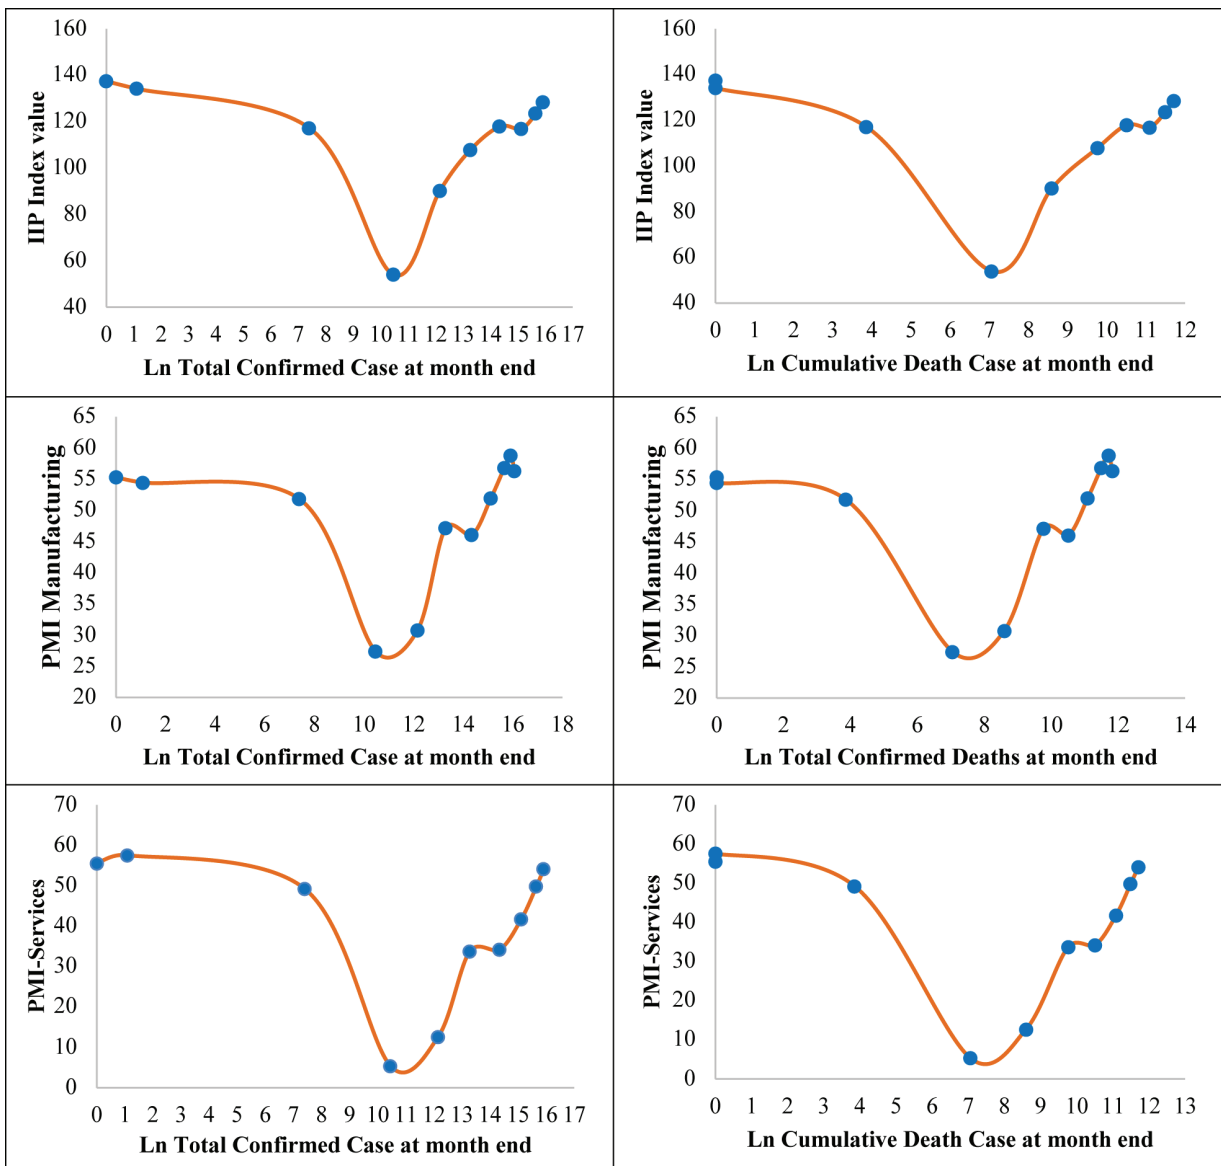 160
140
120
100
80
60
40
IIP Index value
0 1 2 3 4 5 6 7 8 9 10 11 12 13 14 15 16 17
Ln Total Confirmed Case at month end
160
140
120
100
80
60
40
IIP Index value
0 1 2 3 4 5 6 7 8 9 10 11 12
Ln Cumulative Death Case at month end
65
60
55
50
45
40
35
30
25
20
PMI Manufacturing
0 2 4 6 8 10 12 14 16 18
Ln Total Confirmed Case at month end
65
60
55
50
45
40
35
30
25
20
PMI Manufacturing
0 2 4 6 8 10 12 14
Ln Total Confirmed Deaths at month end
70
60
50
40
30
20
10
0
PMI-Services
0 1 2 3 4 5 6 7 8 9 10 11 12 13 14 15 16 17
Ln Total Confirmed Case at month end
70
60
50
40
30
20
10
0
PMI-Services
0 1 2 3 4 5 6 7 8 9 10 11 12 13
Ln Cumulative Death Case at month end